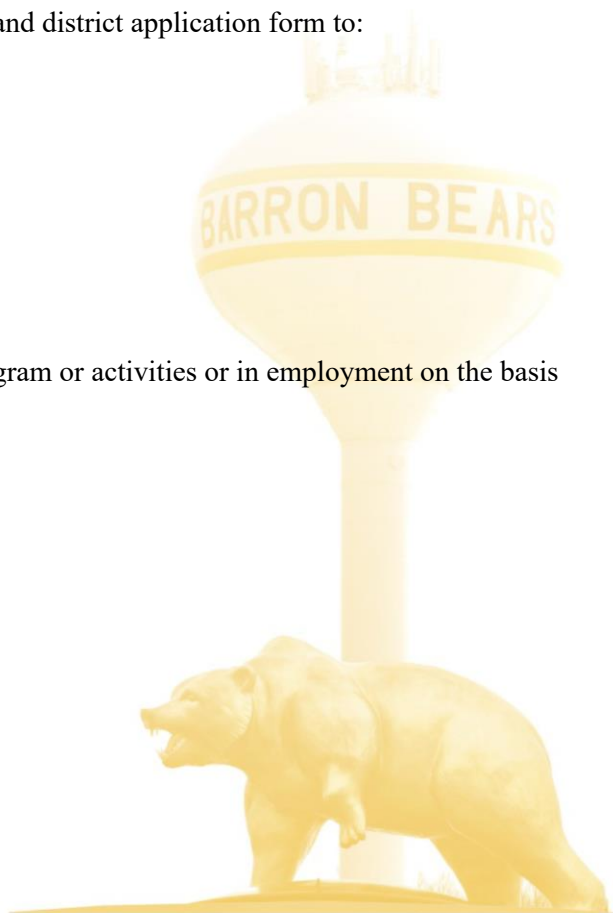 and district application form to:
BARRON BEARS
gram or activities or in employment on the basis